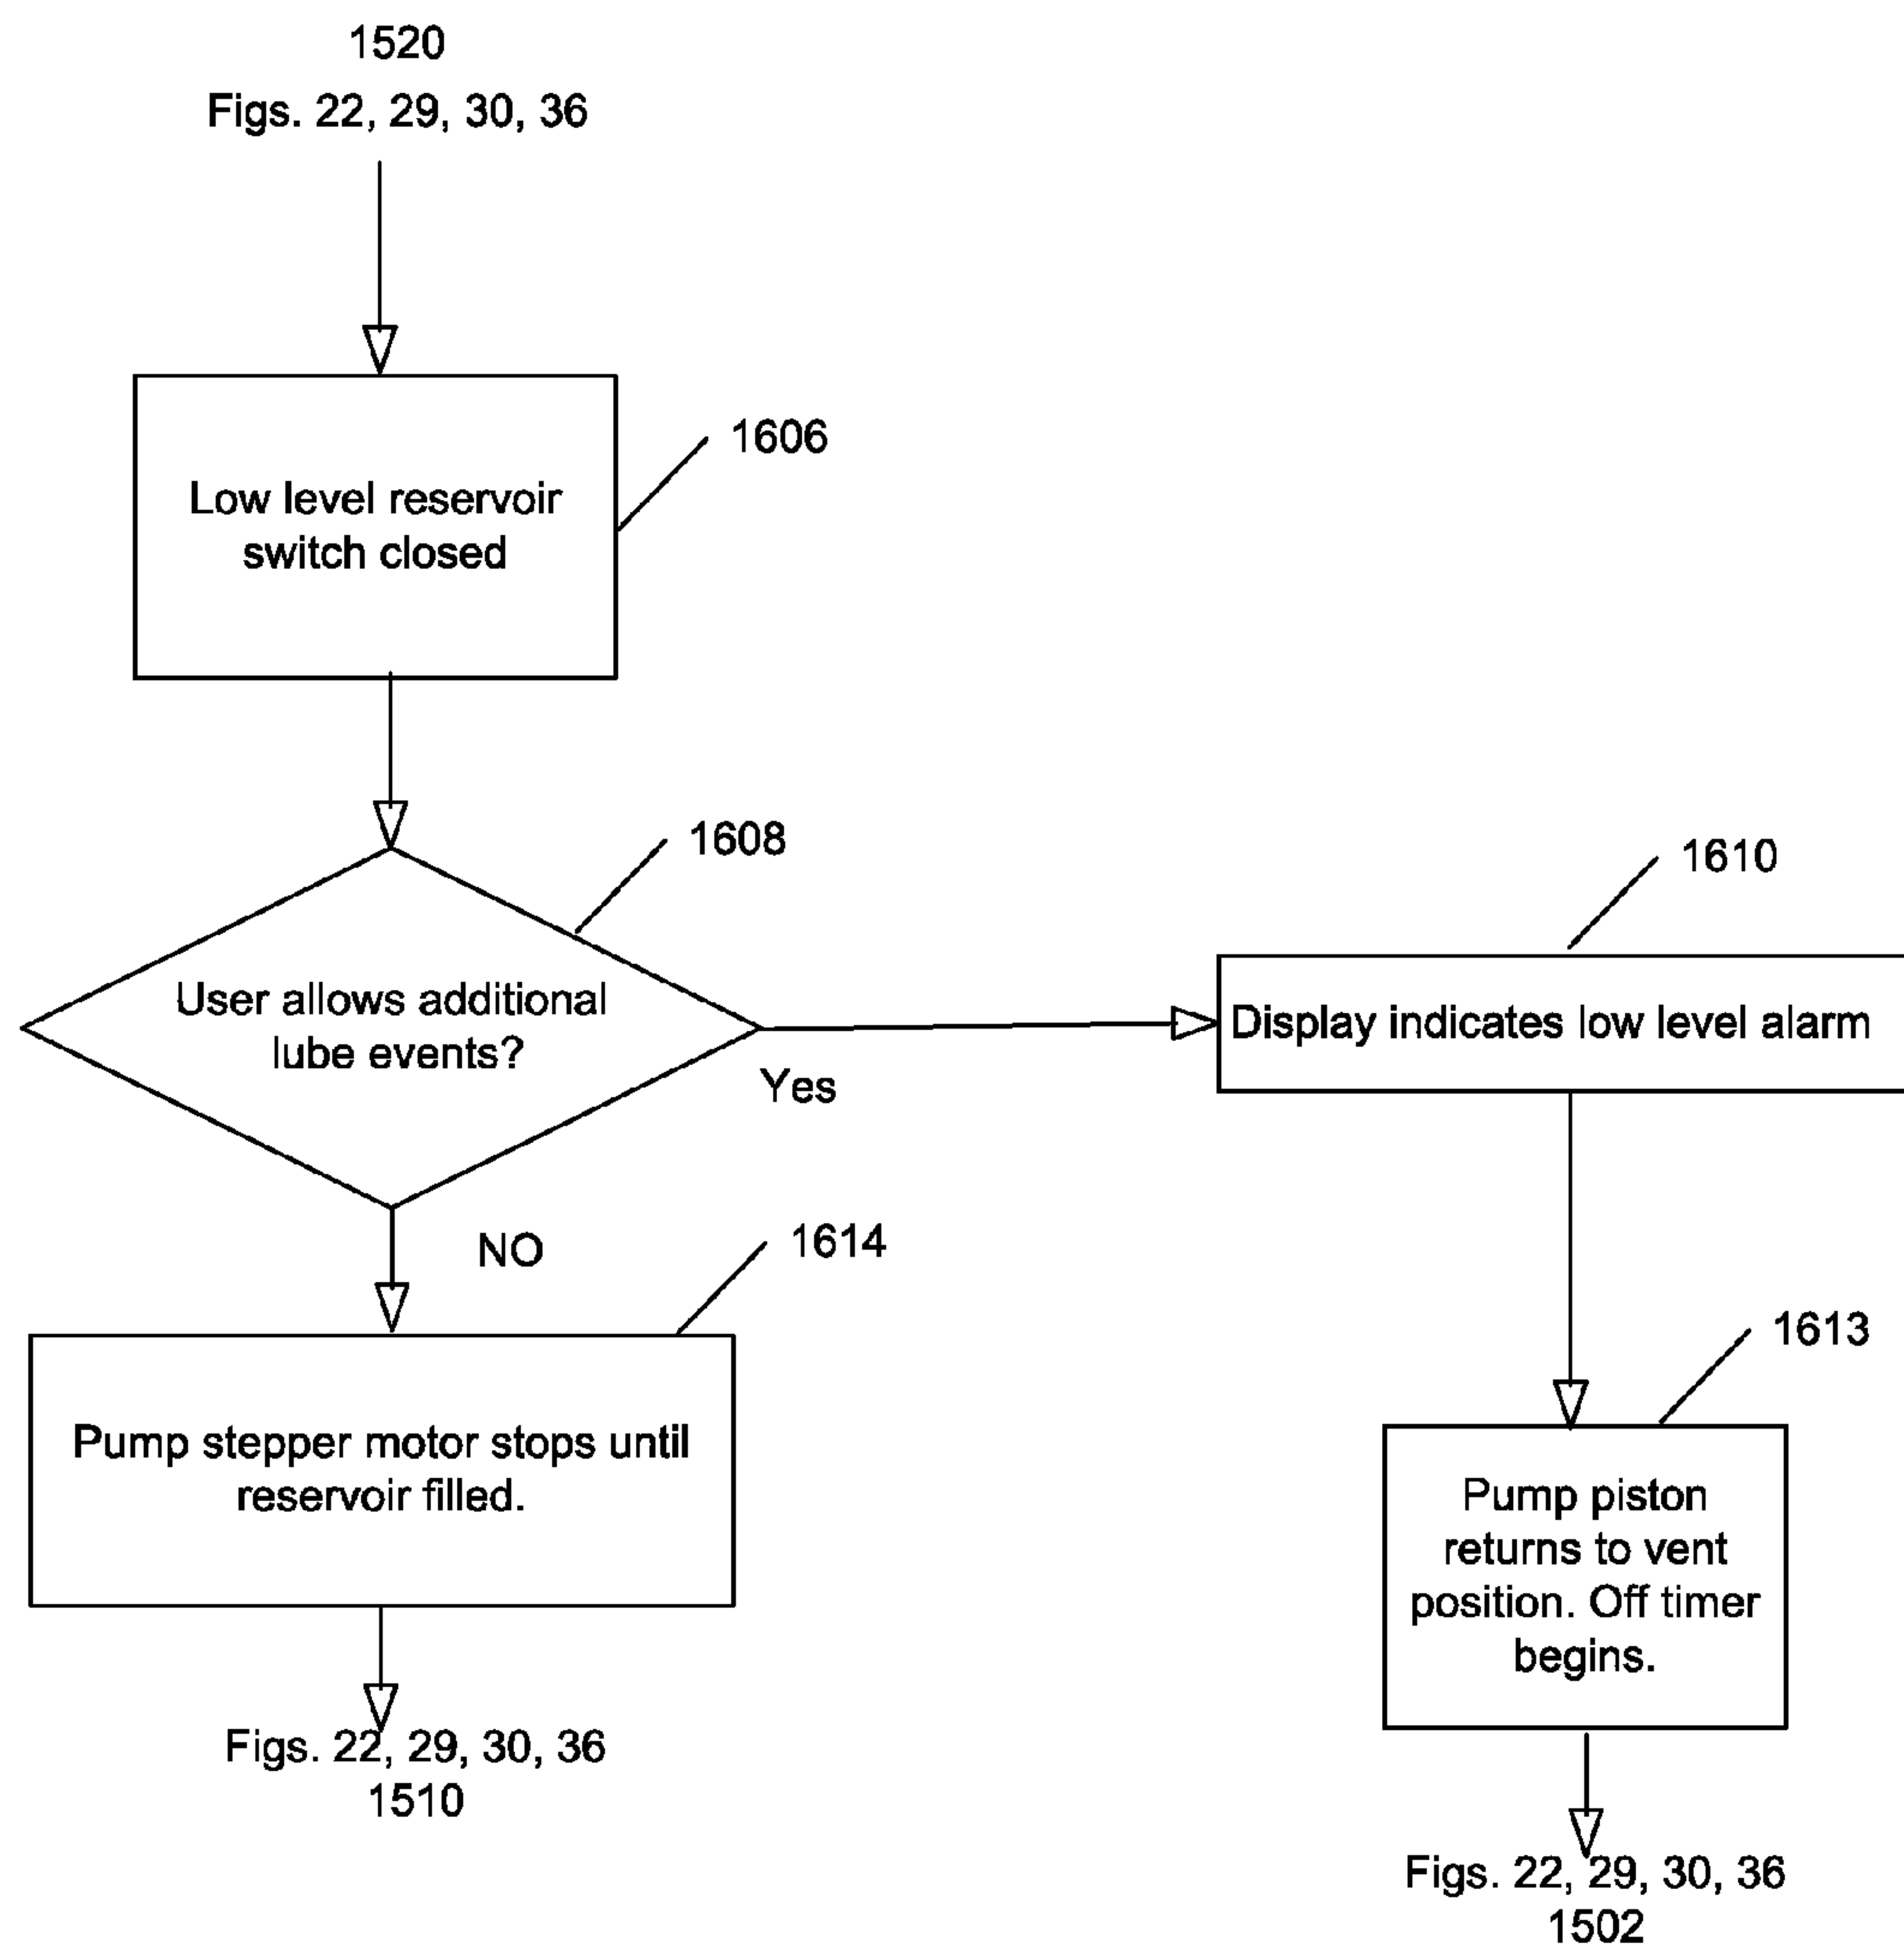 1520
Figs. 22, 29, 30, 36
Low level reservoir
switch closed
1606
User allows additional
lube events?
1608
Yes
NO
1610
Display indicates low level alarm
1614
Pump stepper motor stops until
reservoir filled.
1613
Pump piston
returns to vent
position. Off timer
begins.
Figs. 22, 29, 30, 36
1510
Figs. 22, 29, 30, 36
1502